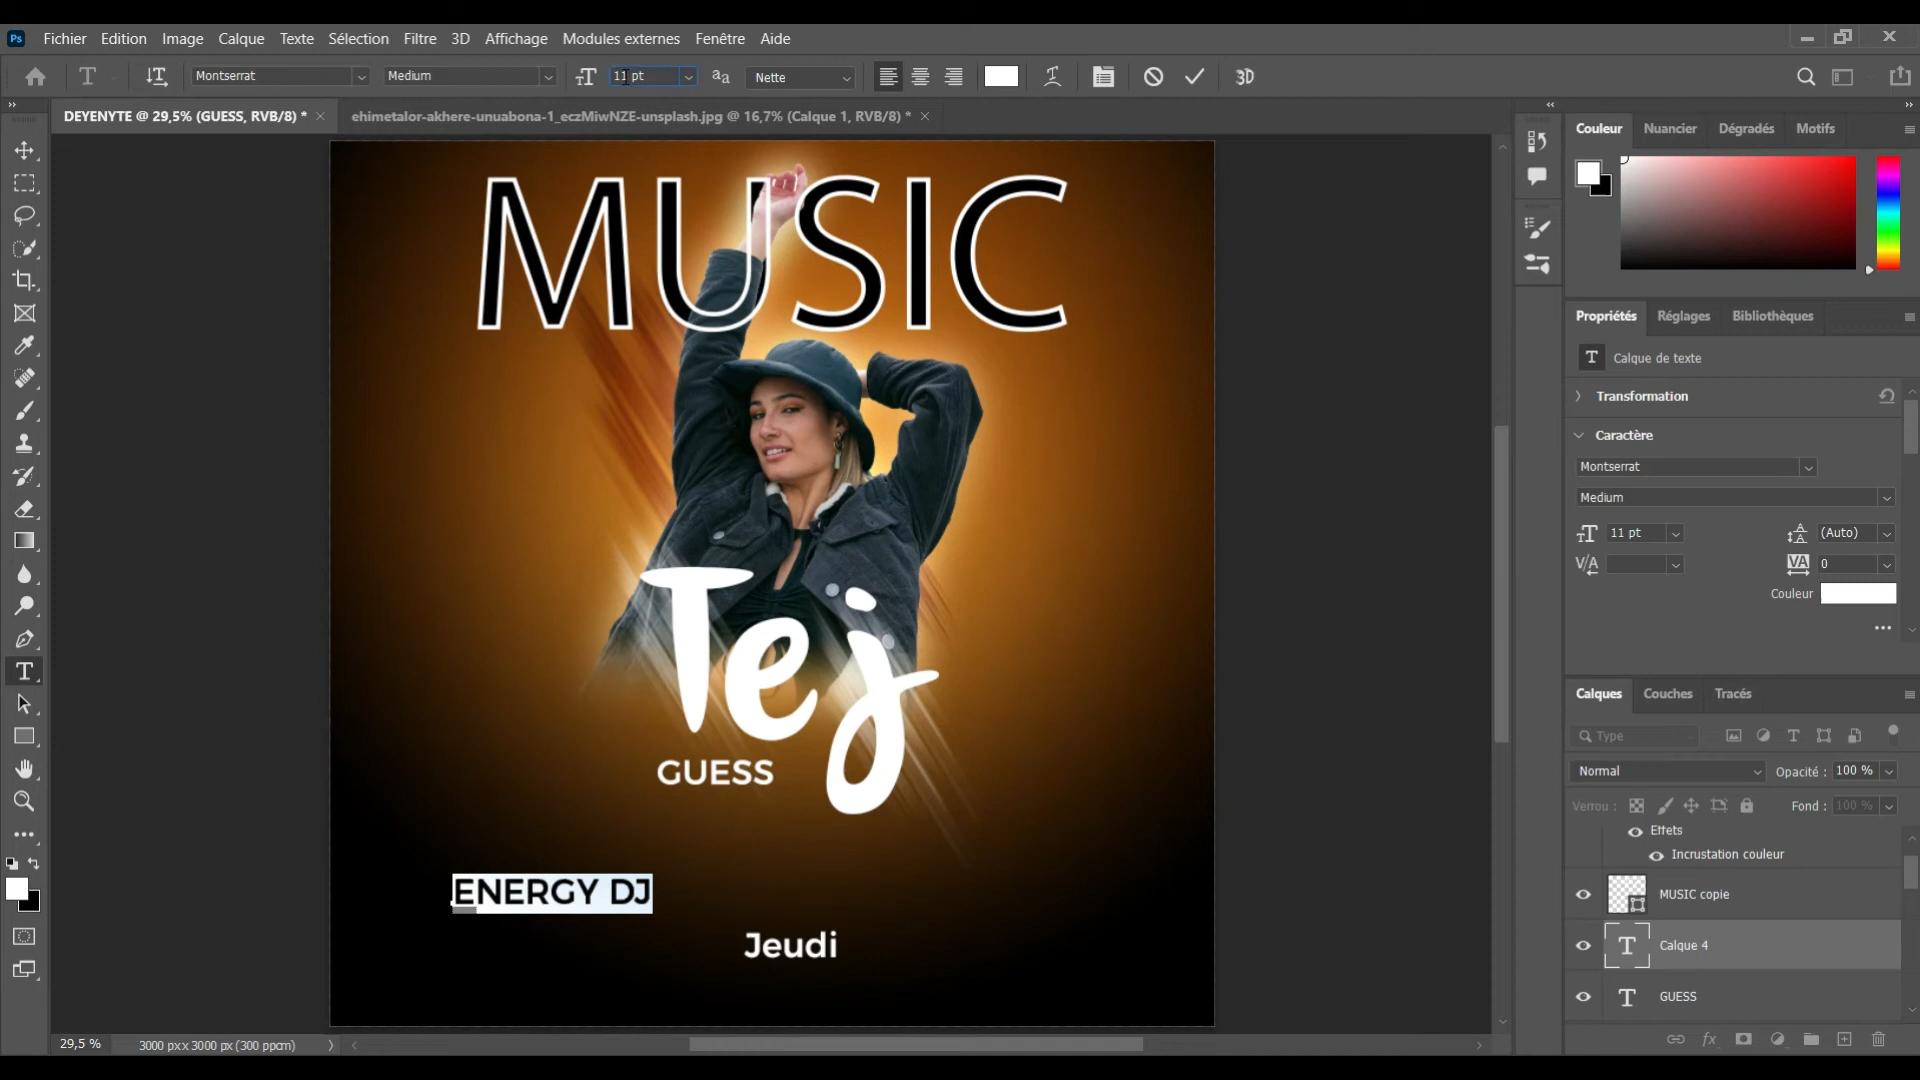 Ps Fichier Edition Image Calque Texte Sélection Filtre 3D Affichage Modules externes Fenêtre Aide
T Montserrat Medium 11 pt aa Nette 3D
DEYENYTE @ 29,5% (GUESS, RVB/8) * ehimetalor-akhere-unuabona-1_eczMiwNZE-unsplash.jpg @ 16,7% (Calque 1, RVB/8) *
Couleur Nuancier Dégradés Motifs
MUSIC
Propriétés Réglages Bibliothèques
T Calque de texte
Transformation
Caractère
Montserrat
Medium
11 pt (Auto)
V/A VA 0
Couleur
Tej
GUESS
ENERGY DJ
Jeudi
Calques Couches Tracés
Type
Normal Opacité : 100 %
Verrou : Fond : 100 %
Effets
Incrustation couleur
MUSIC copie
T Calque 4
T GUESS
fx
29,5 % 3000 px x 3000 px (300 ppcm)